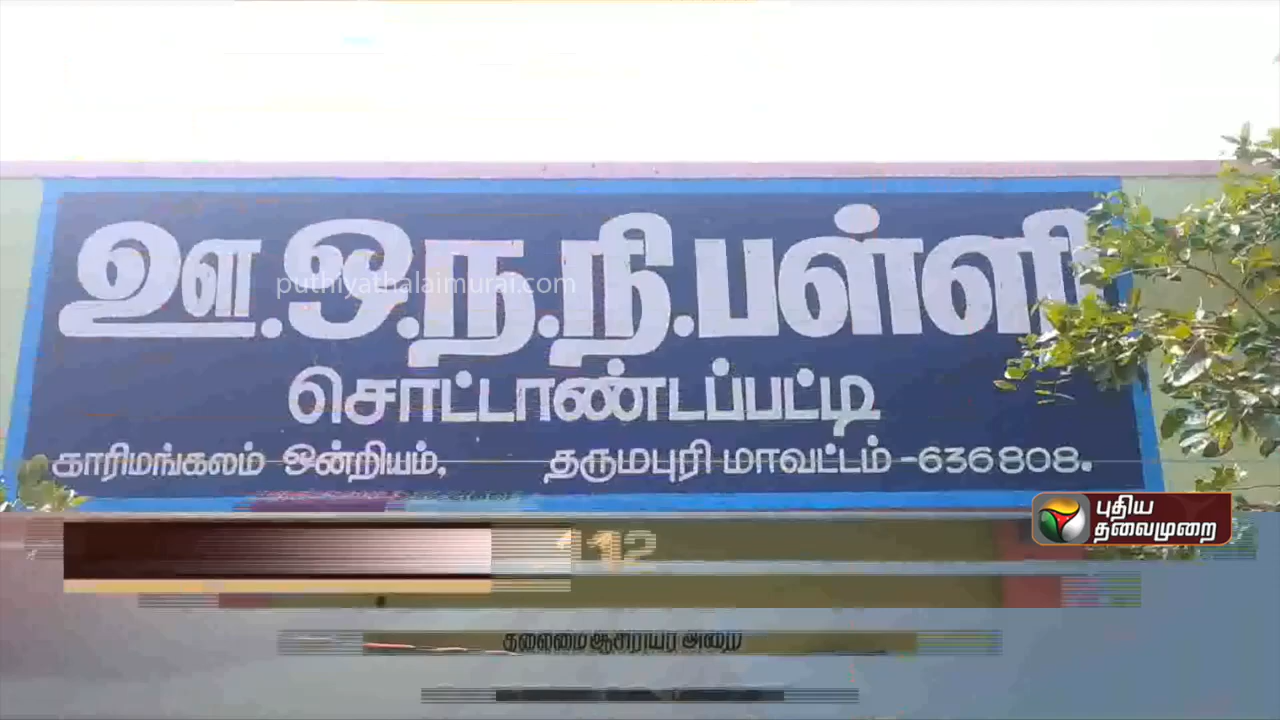 ஊ.ஒ.ந.நி.பள்ளி
puthiyathalaimurai.com
சொட்டாண்டப்பட்டி
காரிமங்கலம் ஒன்றியம், தருமபுரி மாவட்டம் -636808.
புதிய
தலைமுறை
112
தலைமை ஆசிரியர் அறை